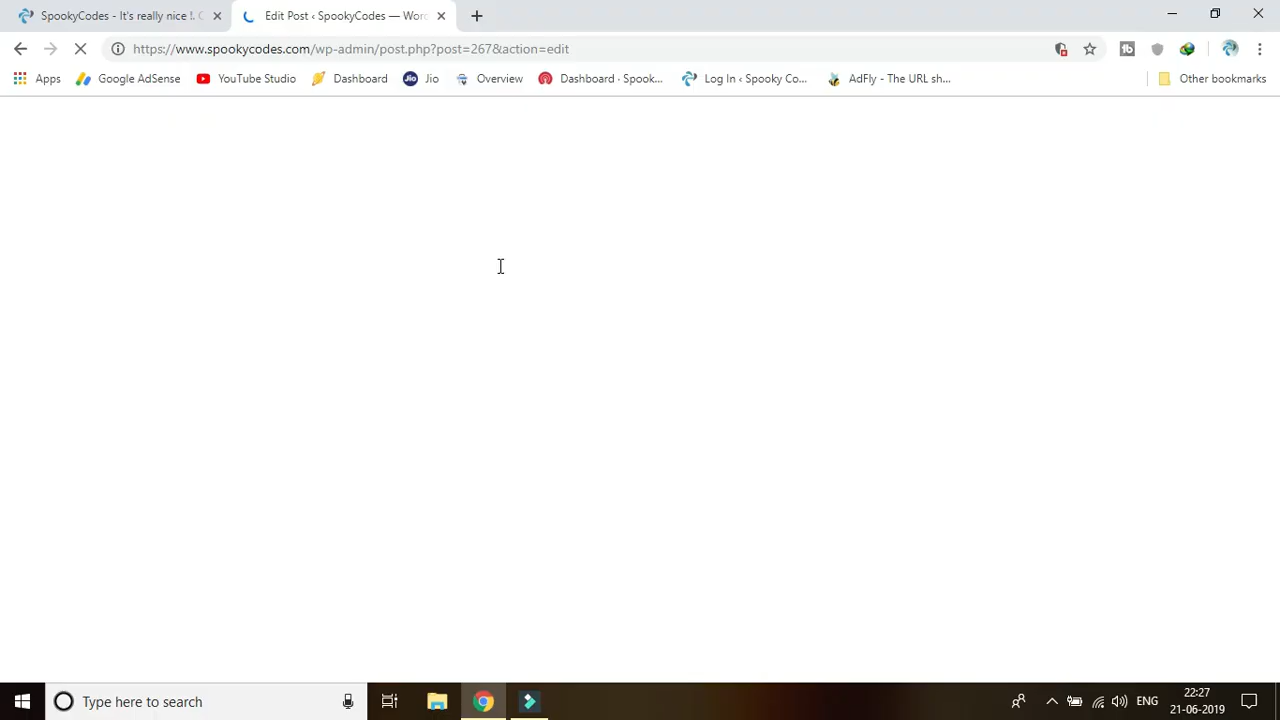 SpookyCodes - It's really nice !. C
Edit Post ‹ SpookyCodes — Word
https://www.spookycodes.com/wp-admin/post.php?post=267&action=edit
Apps Google AdSense YouTube Studio Dashboard Jio Jio Overview Dashboard · Spook... Log In ‹ Spooky Co... AdFly - The URL sh... Other bookmarks
Type here to search
ENG
22:27
21-06-2019